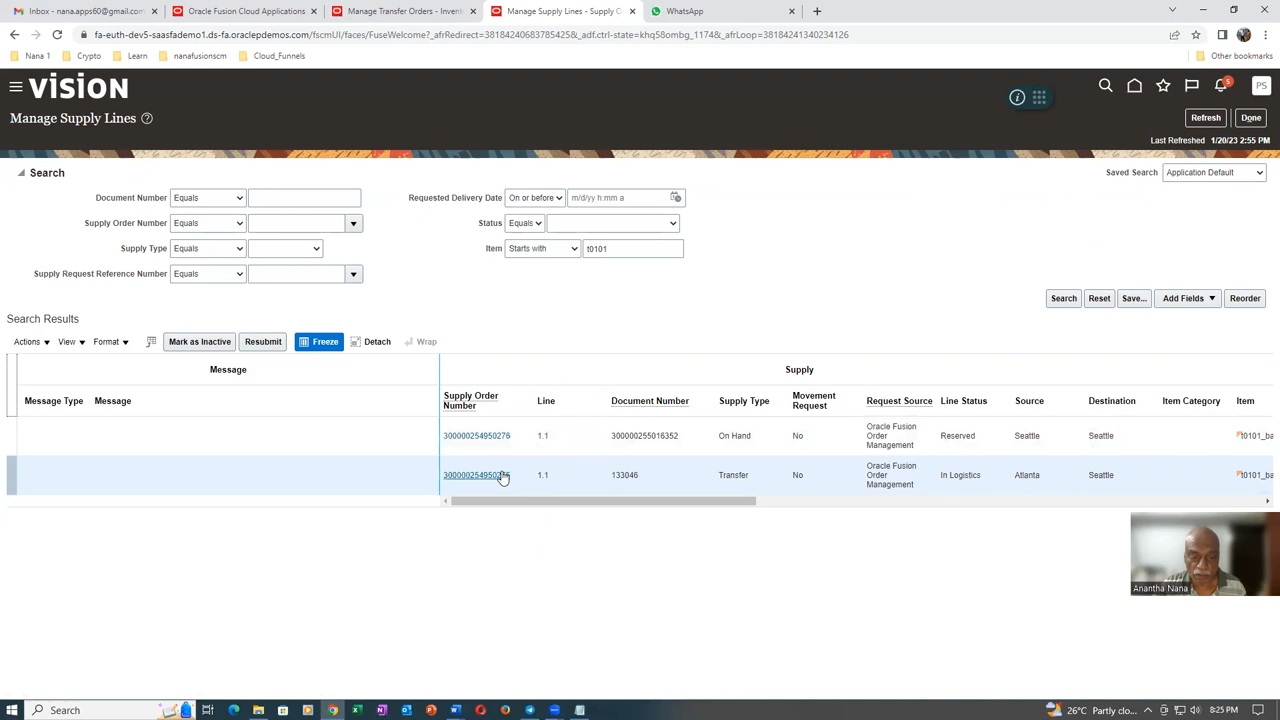 Inbox - nana.apps60@gmail.com
Oracle Fusion Cloud Applications
Manage Transfer Orders - Invent
Manage Supply Lines - Supply O
WhatsApp
fa-euth-dev5-saasfademo1.ds-fa.oraclepdemos.com/fscmUI/faces/FuseWelcome?_afrRedirect=38184240683785425&_adf.ctrl-state=khqs58ombg_1174&_afrLoop=38184241340234126
Nana 1
Crypto
Learn
nanafusionscm
Cloud_Funnels
Other bookmarks
VISION
5
PS
Manage Supply Lines
Refresh
Done
Last Refreshed 1/20/23 2:55 PM
Search
Saved Search Application Default
Document Number Equals
Requested Delivery Date On or before m/d/yy h:mm a
Supply Order Number Equals
Status Equals
Supply Type Equals
Item Starts with t0101
Supply Request Reference Number Equals
Search Reset Save... Add Fields Reorder
Search Results
Actions View Format Mark as Inactive Resubmit Freeze Detach Wrap
Message Supply
Message Type Message Supply Order Number Line Document Number Supply Type Movement Request Request Source Line Status Source Destination Item Category Item
300000254950276 1.1 300000255016352 On Hand No Oracle Fusion Order Management Reserved Seattle Seattle t0101_ba
1.1 133046 Transfer No Oracle Fusion Order Management In Logistics Atlanta Seattle t0101_ba
Anantha Nana
Search
26°C Partly clo...
8:25 PM